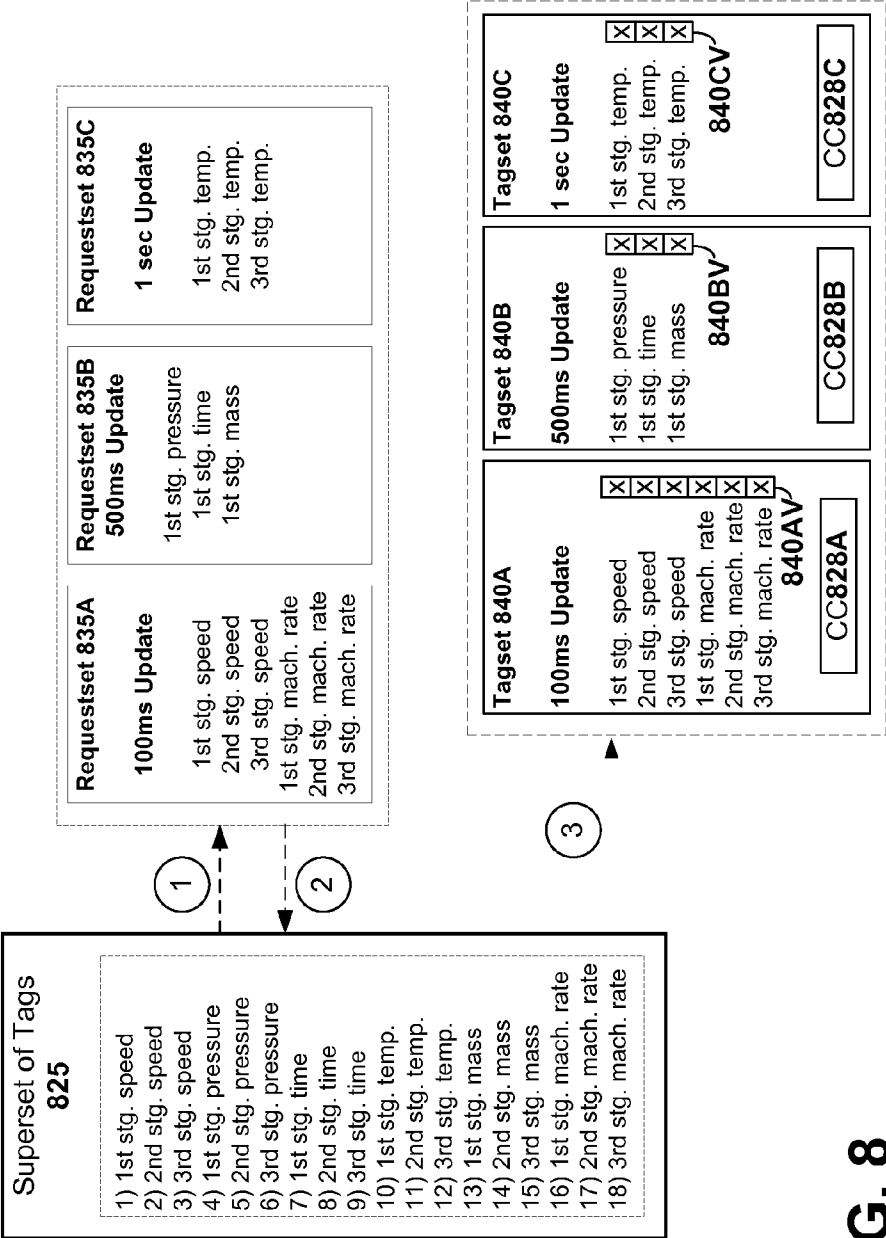 Superset of Tags
825
1) 1st stg. speed
2) 2nd stg. speed
3) 3rd stg. speed
4) 1st stg. pressure
5) 2nd stg. pressure
6) 3rd stg. pressure
7) 1st stg. time
8) 2nd stg. time
9) 3rd stg. time
10) 1st stg. temp.
11) 2nd stg. temp.
12) 3rd stg. temp.
13) 1st stg. mass
14) 2nd stg. mass
15) 3rd stg. mass
16) 1st stg. mach. rate
17) 2nd stg. mach. rate
18) 3rd stg. mach. rate
1
2
3
Requestset 835A
100ms Update
1st stg. speed
2nd stg. speed
3rd stg. speed
1st stg. mach. rate
2nd stg. mach. rate
3rd stg. mach. rate
Requestset 835B
500ms Update
1st stg. pressure
1st stg. time
1st stg. mass
Requestset 835C
1 sec Update
1st stg. temp.
2nd stg. temp.
3rd stg. temp.
Tagset 840A
100ms Update
1st stg. speed X
2nd stg. speed X
3rd stg. speed X
1st stg. mach. rate X
2nd stg. mach. rate X
3rd stg. mach. rate X
840AV
CC828A
Tagset 840B
500ms Update
1st stg. pressure X
1st stg. time X
1st stg. mass X
840BV
CC828B
Tagset 840C
1 sec Update
1st stg. temp. X
2nd stg. temp. X
3rd stg. temp. X
840CV
CC828C
G. 8